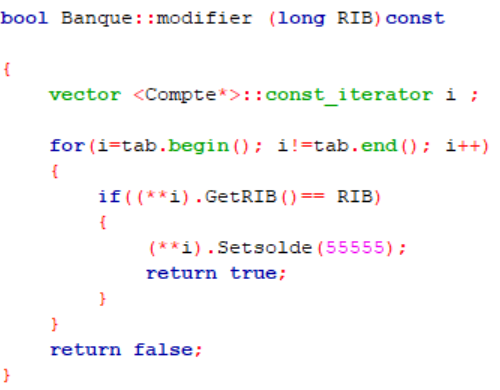 bool Banque::modifier (long RIB)const
{
    vector <Compte*>::const_iterator i ;
    for(i=tab.begin(); i!=tab.end(); i++)
    {
        if((**i).GetRIB()== RIB)
        {
            (**i).Setsolde(55555);
            return true;
        }
    }
    return false;
}